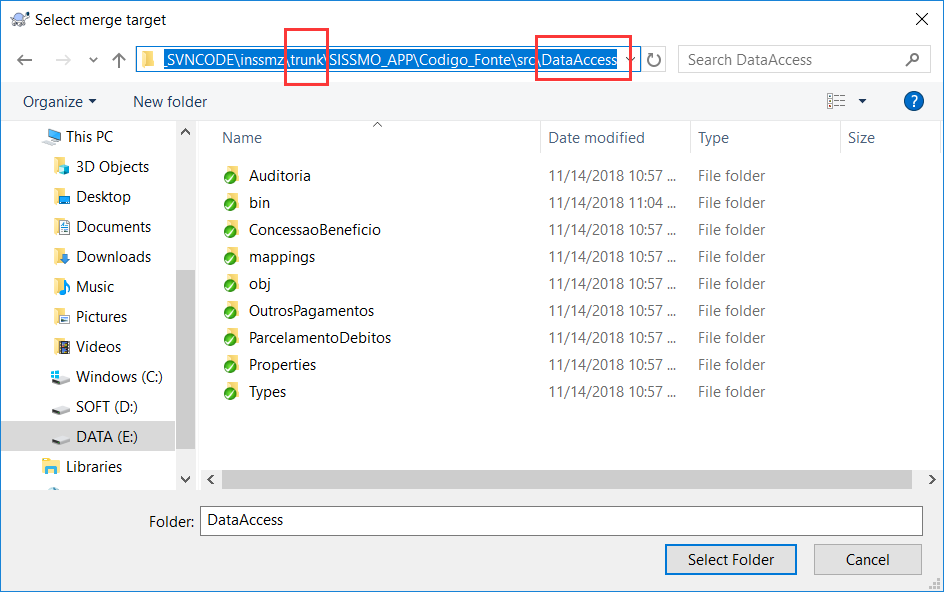 Select merge target
_SVNCODE\inssmz\trunk\SISSMO_APP\Codigo_Fonte\src\DataAccess
Search DataAccess
Organize
New folder
?
This PC
3D Objects
Desktop
Documents
Downloads
Music
Pictures
Videos
Windows (C:)
SOFT (D:)
DATA (E:)
Libraries
Name Date modified Type Size
Auditoria 11/14/2018 10:57 ... File folder
bin 11/14/2018 11:04 ... File folder
ConcessaoBeneficio 11/14/2018 10:57 ... File folder
mappings 11/14/2018 10:57 ... File folder
obj 11/14/2018 10:57 ... File folder
OutrosPagamentos 11/14/2018 10:57 ... File folder
ParcelamentoDebitos 11/14/2018 10:57 ... File folder
Properties 11/14/2018 10:57 ... File folder
Types 11/14/2018 10:57 ... File folder
Folder: DataAccess
Select Folder
Cancel